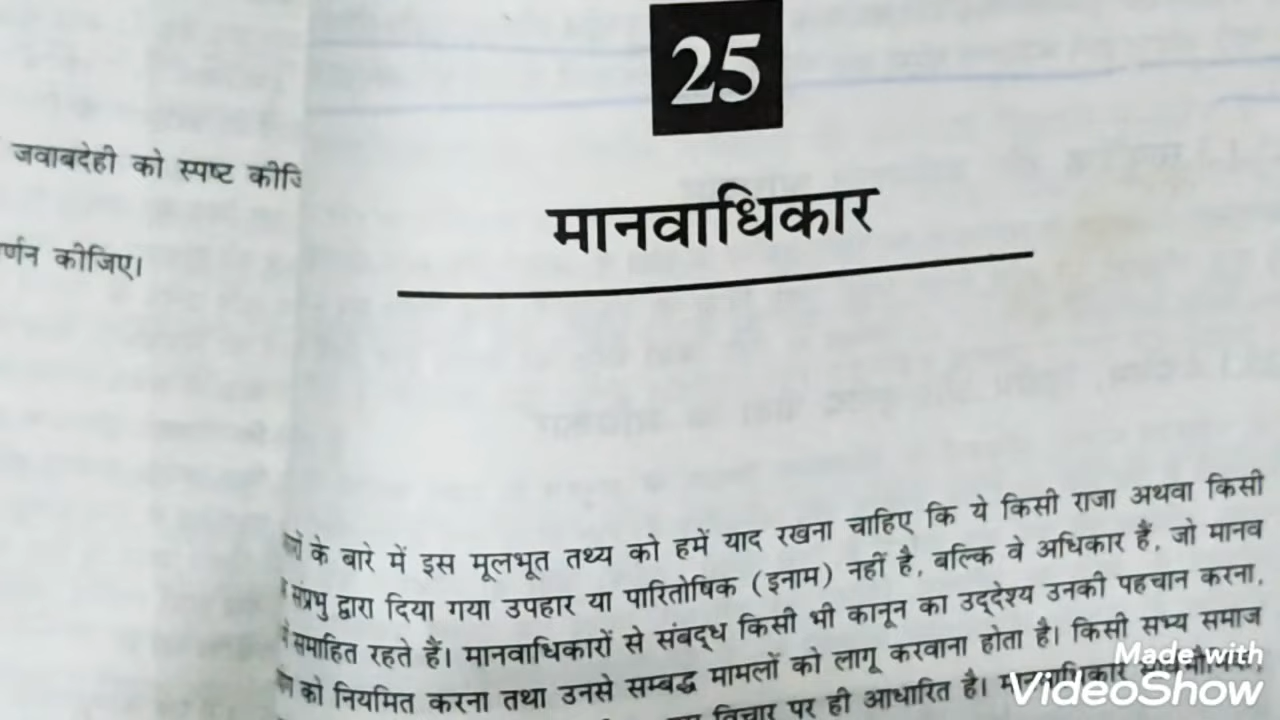 जवाबदेही को स्पष्ट
कीजिए।
25
मानवाधिकार
के बारे में इस मूलभूत तथ्य को हमें याद रखना चाहिए कि ये किसी राजा अथवा किसी
संप्रभु द्वारा दिया गया उपहार या पारितोषिक (इनाम) नहीं है, बल्कि वे अधिकार हैं, जो मानव
समाहित रहते हैं। मानवाधिकारों से संबद्ध किसी भी कानून का उद्देश्य उनकी पहचान करना,
को नियमित करना तथा उनसे सम्बद्ध मामलों को लागू करवाना होता है। किसी सभ्य समाज
विचार पर ही आधारित है। मानवाधिकार
Made with
VideoShow